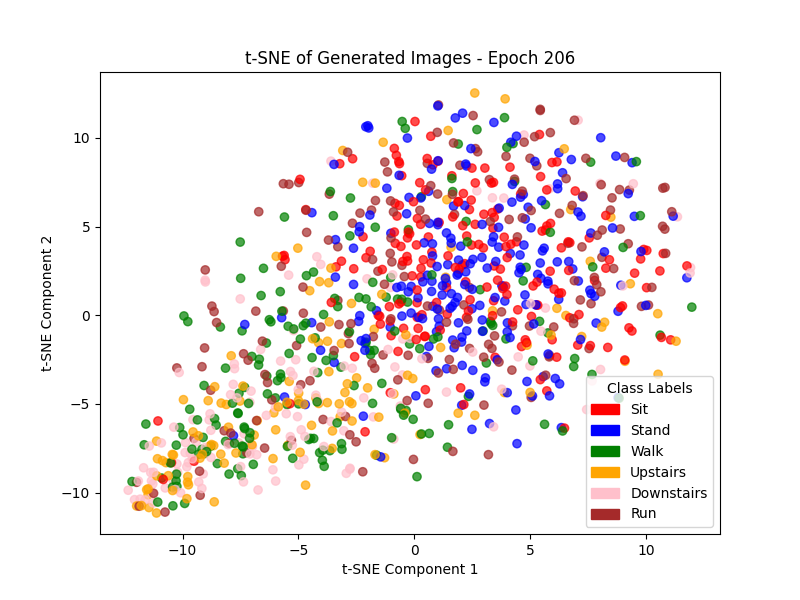 t-SNE of Generated Images - Epoch 206
t-SNE Component 2
10
5
0
−5
−10
Class Labels
Sit
Stand
Walk
Upstairs
Downstairs
Run
−10 −5 0 5 10
t-SNE Component 1